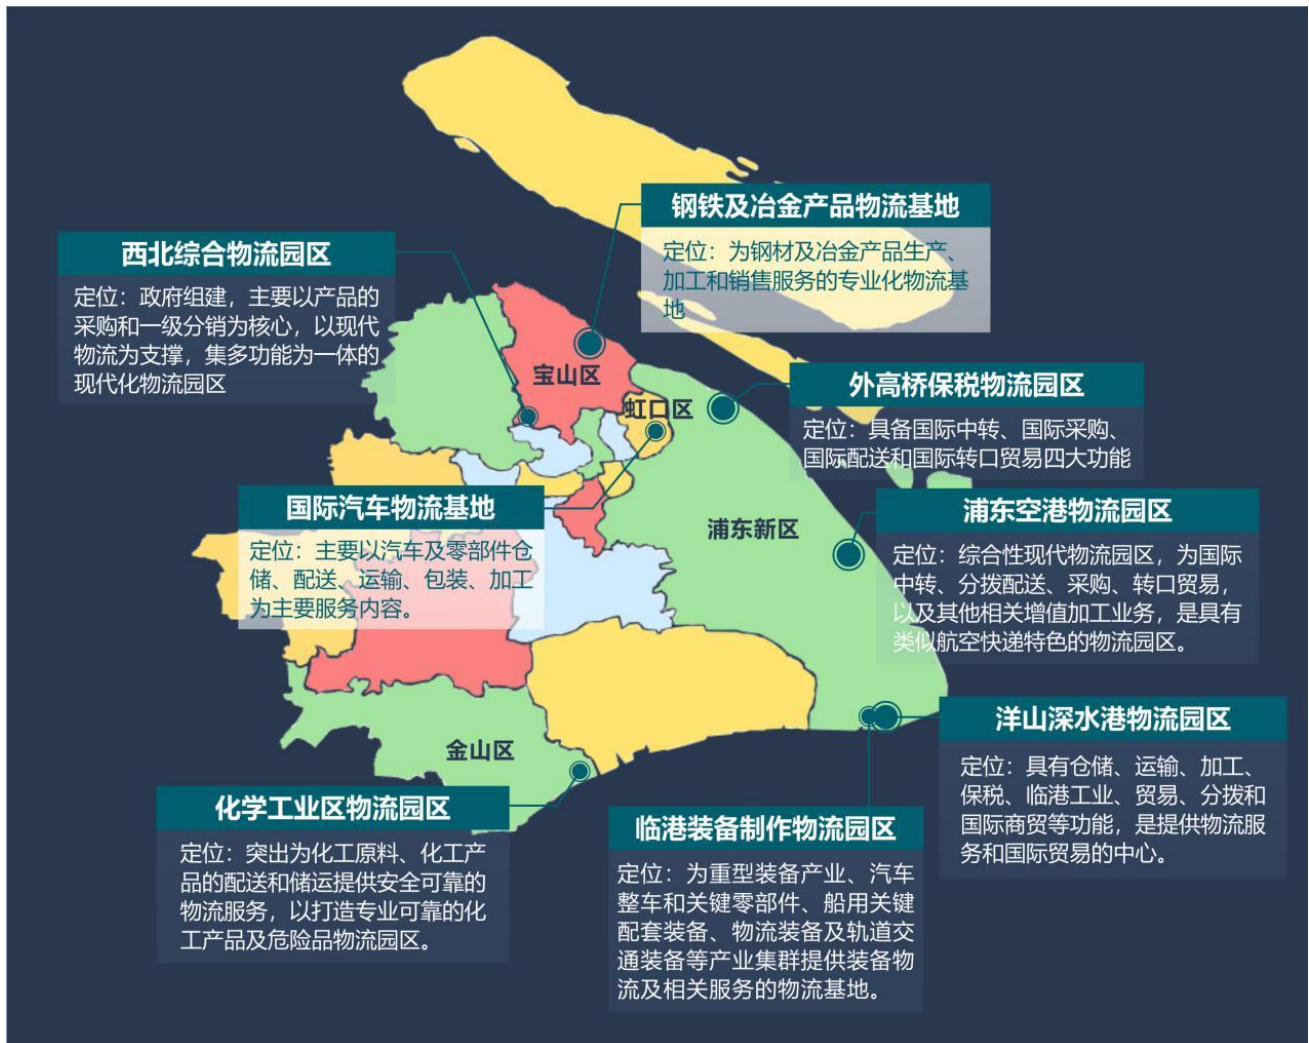 钢铁及冶金产品物流基地
定位：为钢材及冶金产品生产、
加工和销售服务的专业化物流基
地
西北综合物流园区
定位：政府组建，主要以产品的
采购和一级分销为核心，以现代
物流为支撑，集多功能为一体的
现代化物流园区
宝山区
虹口区
外高桥保税物流园区
定位：具备国际中转、国际采购、
国际配送和国际转口贸易四大功能
国际汽车物流基地
定位：主要以汽车及零部件仓
储、配送、运输、包装、加工
为主要服务内容。
浦东新区
浦东空港物流园区
定位：综合性现代物流园区，为国际
中转、分拨配送、采购、转口贸易，
以及其他相关增值加工业务，是具有
类似航空快递特色的物流园区。
金山区
洋山深水港物流园区
定位：具有仓储、运输、加工、
保税、临港工业、贸易、分拨和
国际商贸等功能，是提供物流服
务和国际贸易的中心。
化学工业区物流园区
定位：突出为化工原料、化工产
品的配送和储运提供安全可靠的
物流服务，以打造专业可靠的化
工产品及危险品物流园区。
临港装备制作物流园区
定位：为重型装备产业、汽车
整车和关键零部件、船用关键
配套装备、物流装备及轨道交
通装备等产业集群提供装备物
流及相关服务的物流基地。